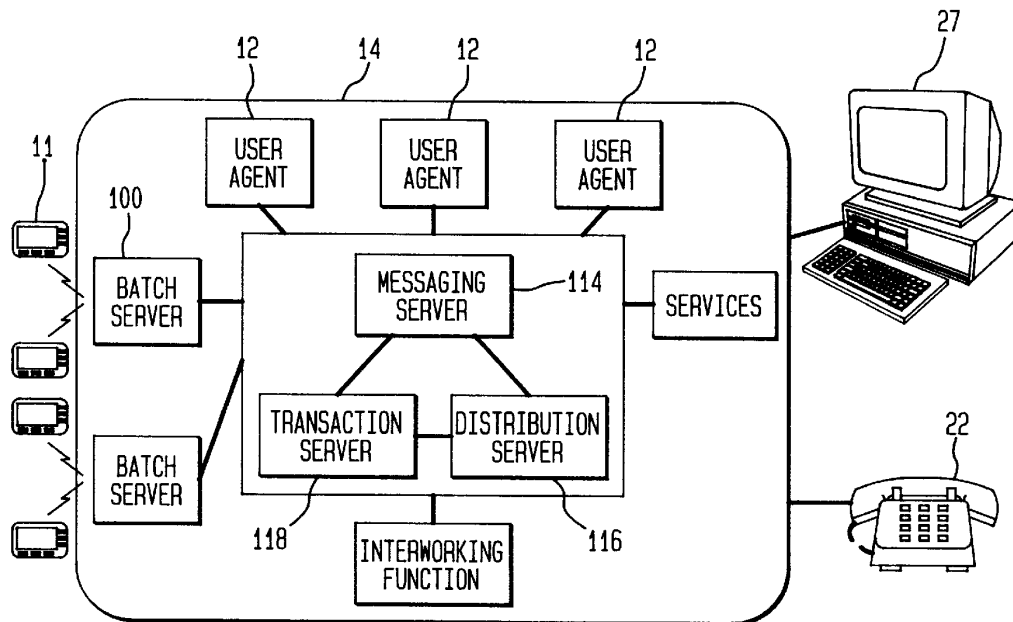 27
12
14
12
12
11
USER
AGENT
USER
AGENT
USER
AGENT
100
BATCH
SERVER
MESSAGING
SERVER
114
SERVICES
TRANSACTION
SERVER
DISTRIBUTION
SERVER
BATCH
SERVER
22
118
116
INTERWORKING
FUNCTION